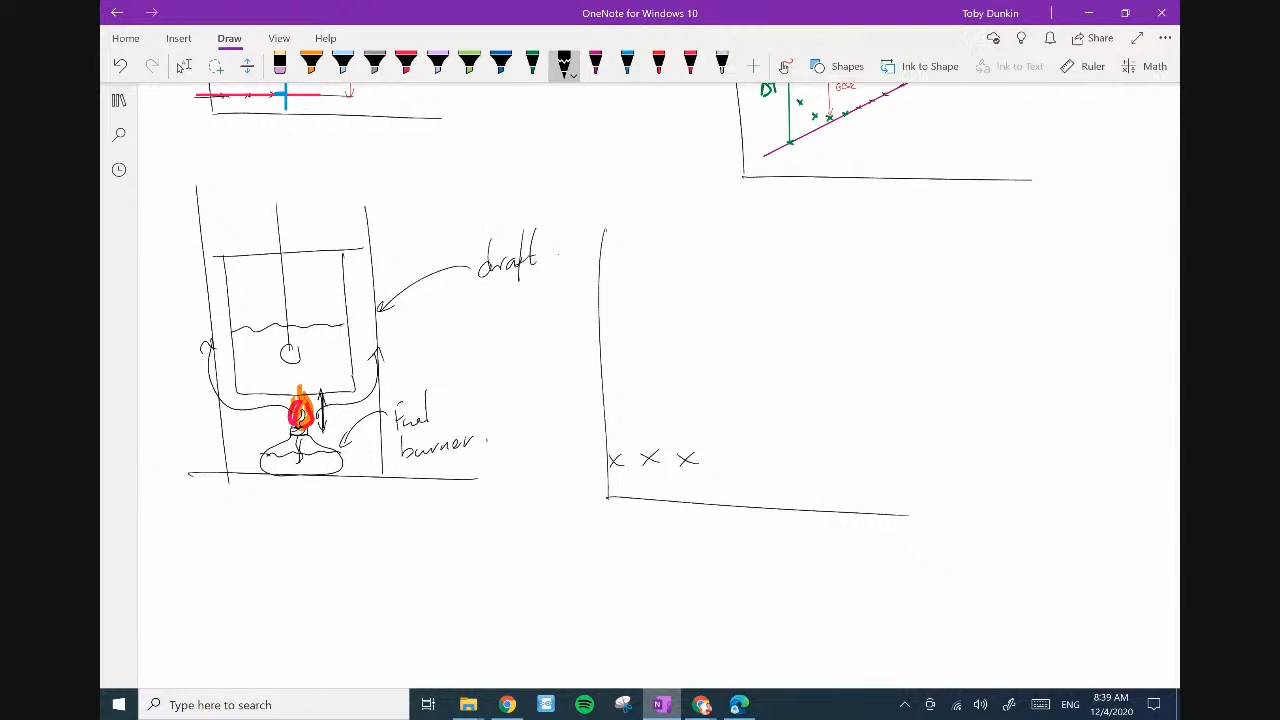 OneNote for Windows 10
Toby Dunkin
Home
Insert
Draw
View
Help
Share
Shapes
Ink to Shape
Ink to Text
Ruler
Math
DT
draft
Fuel
burner.
x x x
Type here to search
ENG
8:39 AM
12/4/2020